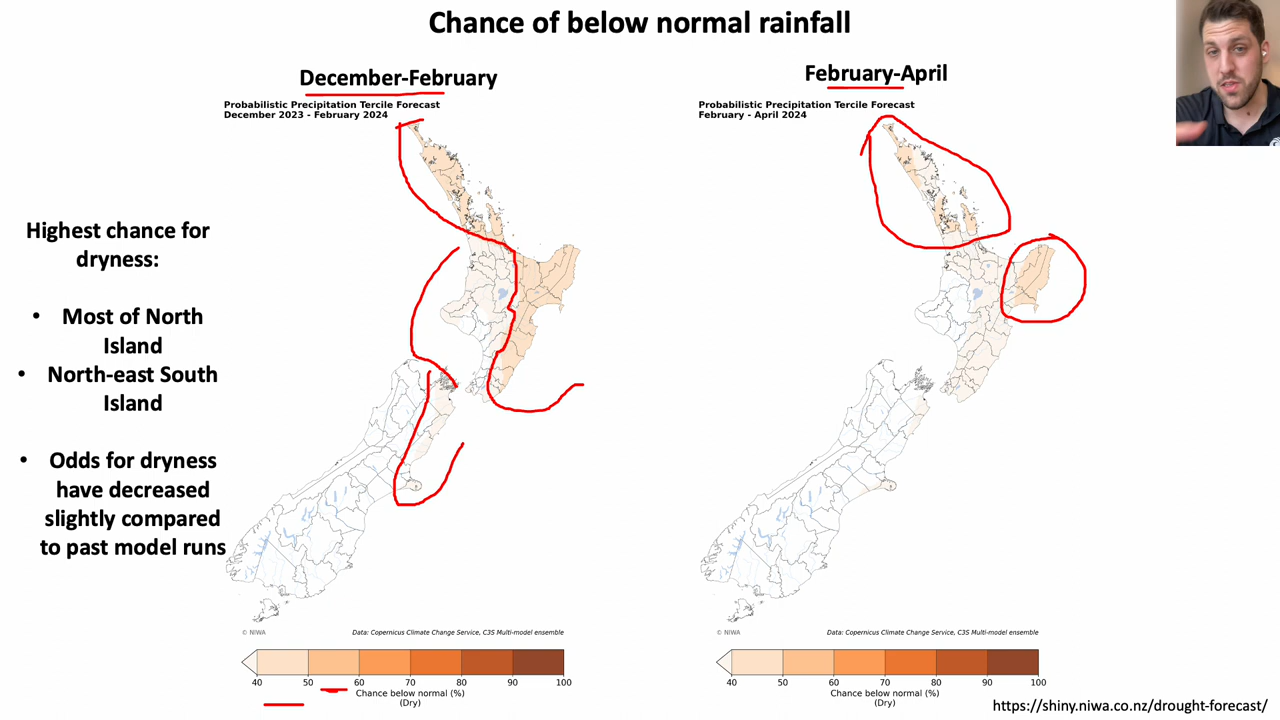 Chance of below normal rainfall
December-February
February-April
Probabilistic Precipitation Tercile Forecast
December 2023 - February 2024
Probabilistic Precipitation Tercile Forecast
February - April 2024
Highest chance for
dryness:
• Most of North
Island
• North-east South
Island
• Odds for dryness
have decreased
slightly compared
to past model runs
© NIWA
Data: Copernicus Climate Change Service, C3S Multi-model ensemble
© NIWA
Data: Copernicus Climate Change Service, C3S Multi-model ensemble
40 50 60 70 80 90 100
Chance below normal (%)
(Dry)
40 50 60 70 80 90 100
Chance below normal (%)
(Dry)
https://shiny.niwa.co.nz/drought-forecast/